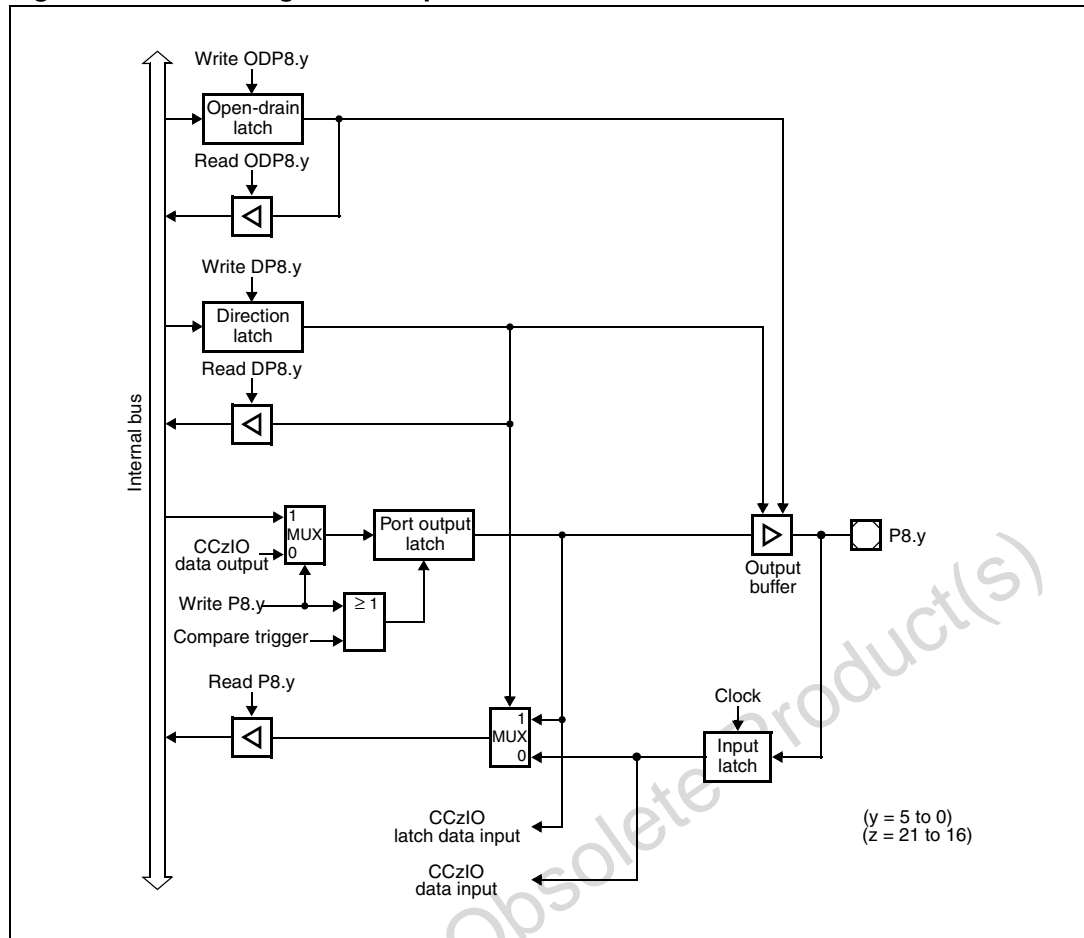 Write ODP8.y
Open-drain
latch
Read ODP8.y
Write DP8.y
Direction
latch
Read DP8.y
Internal bus
1
MUX
0
CCzIO
data output
Port output
latch
Write P8.y
≥ 1
Compare trigger
Output
buffer
P8.y
Read P8.y
1
MUX
0
Clock
Input
latch
CCzIO
latch data input
CCzIO
data input
(y = 5 to 0)
(z = 21 to 16)
Obsolete Product(s)